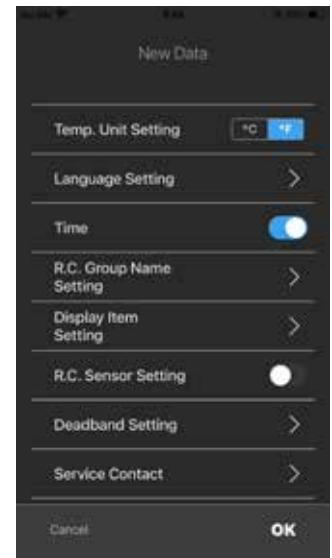 New Data
Temp. Unit Setting
°C °F
Language Setting
Time
R.C. Group Name
Setting
Display Item
Setting
R.C. Sensor Setting
Deadband Setting
Service Contact
Cancel
OK